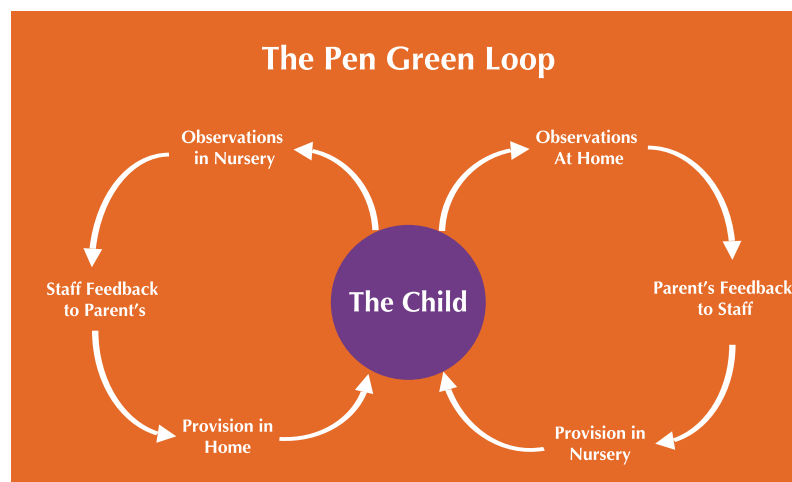 The Pen Green Loop
Observations
in Nursery
Observations
At Home
Staff Feedback
to Parent's
The Child
Parent's Feedback
to Staff
Provision in
Home
Provision in
Nursery